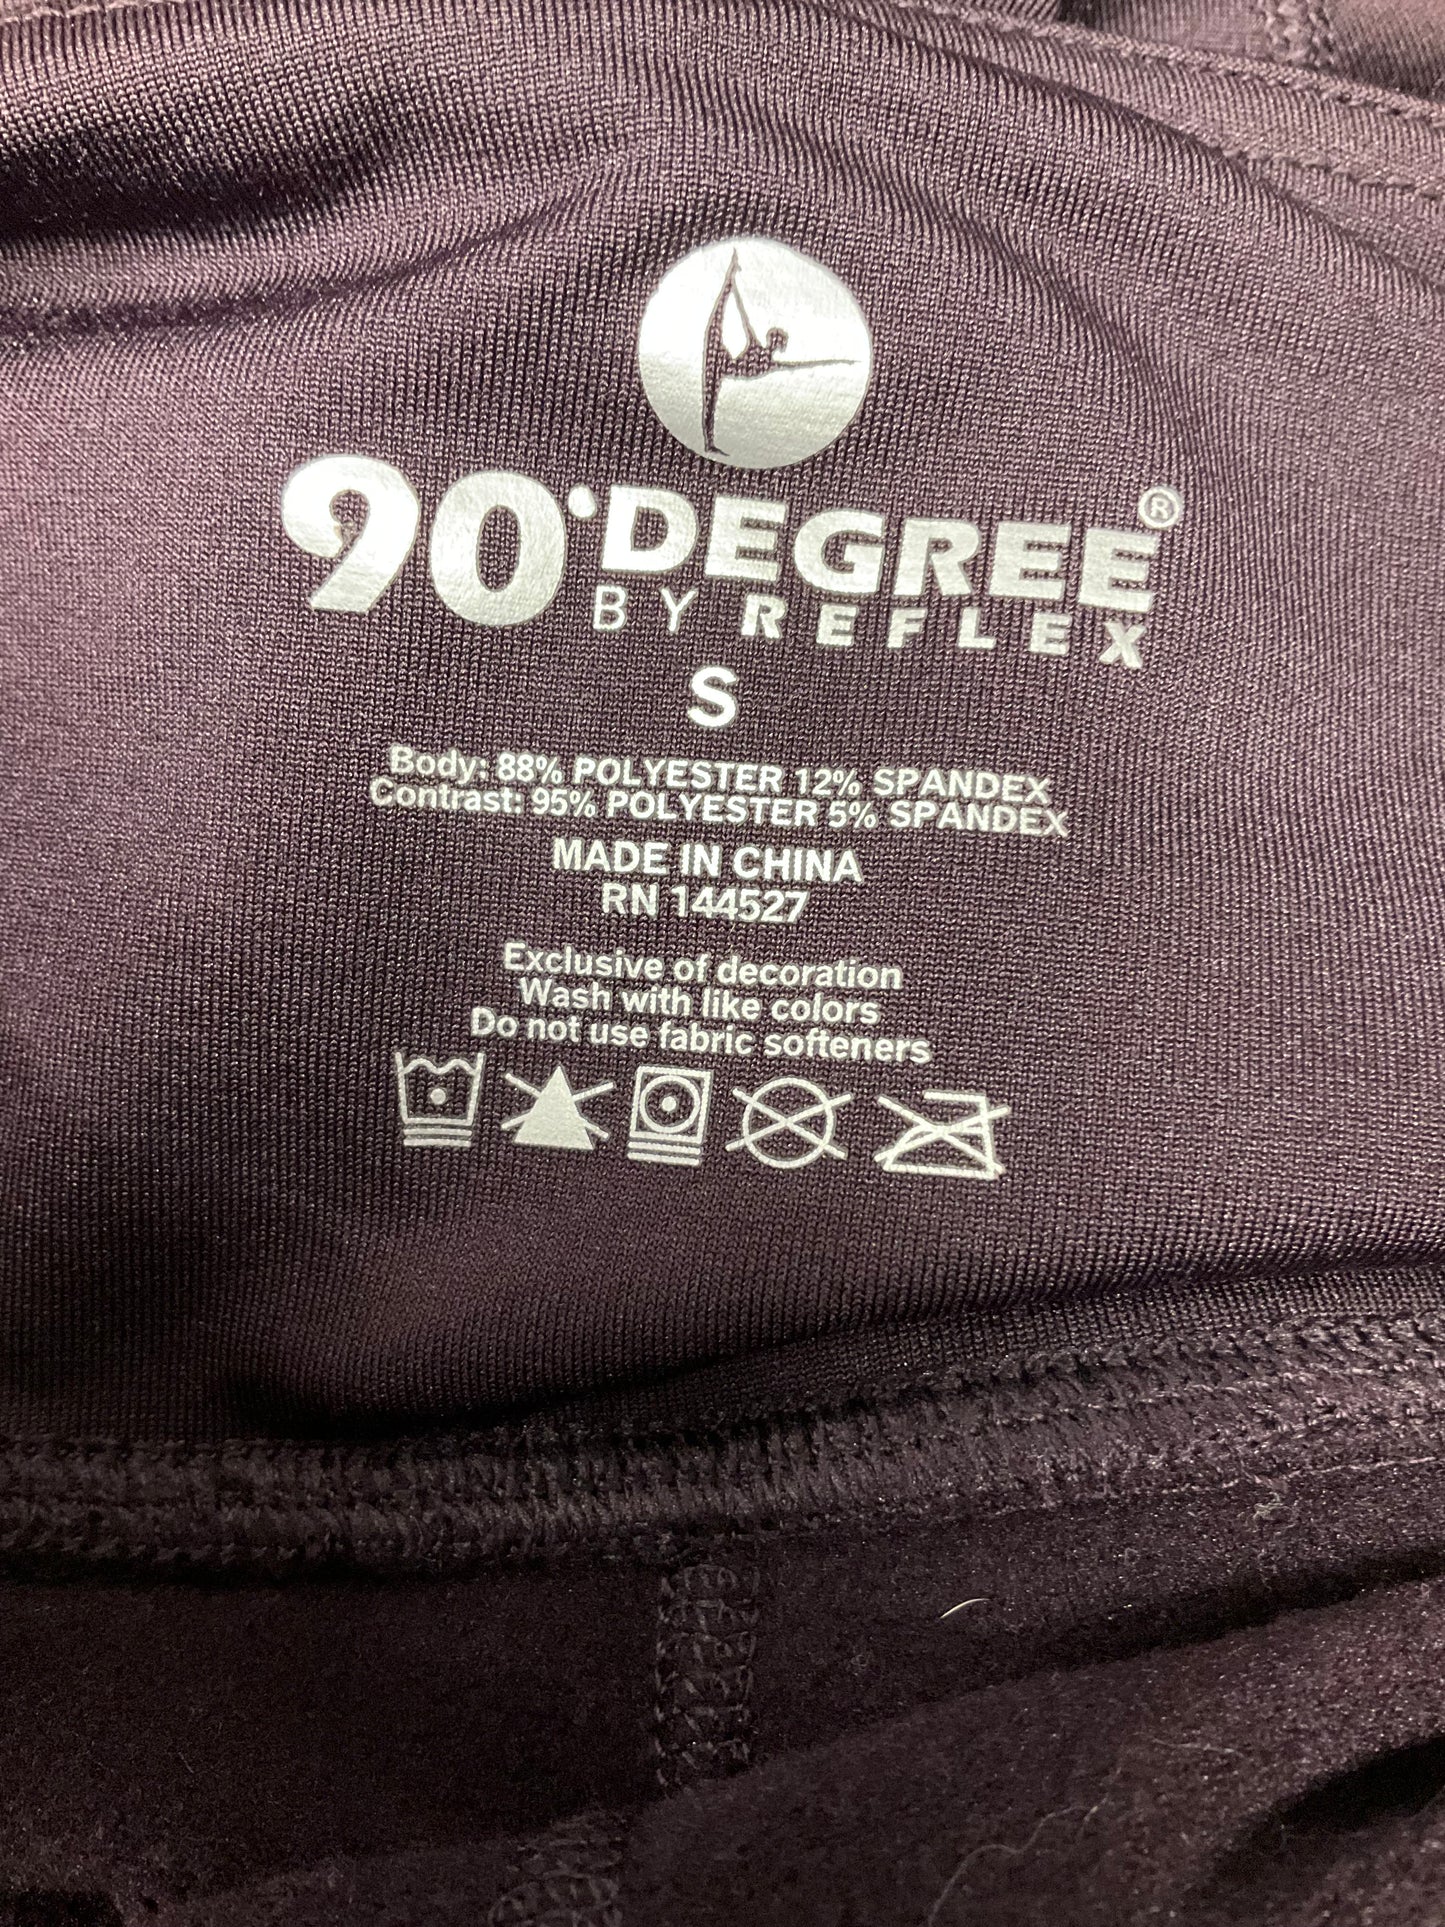 90°DEGREE®
BY REFLEX
S
Body: 88% POLYESTER 12% SPANDEX
Contrast: 95% POLYESTER 5% SPANDEX
MADE IN CHINA
RN 144527
Exclusive of decoration
Wash with like colors
Do not use fabric softeners